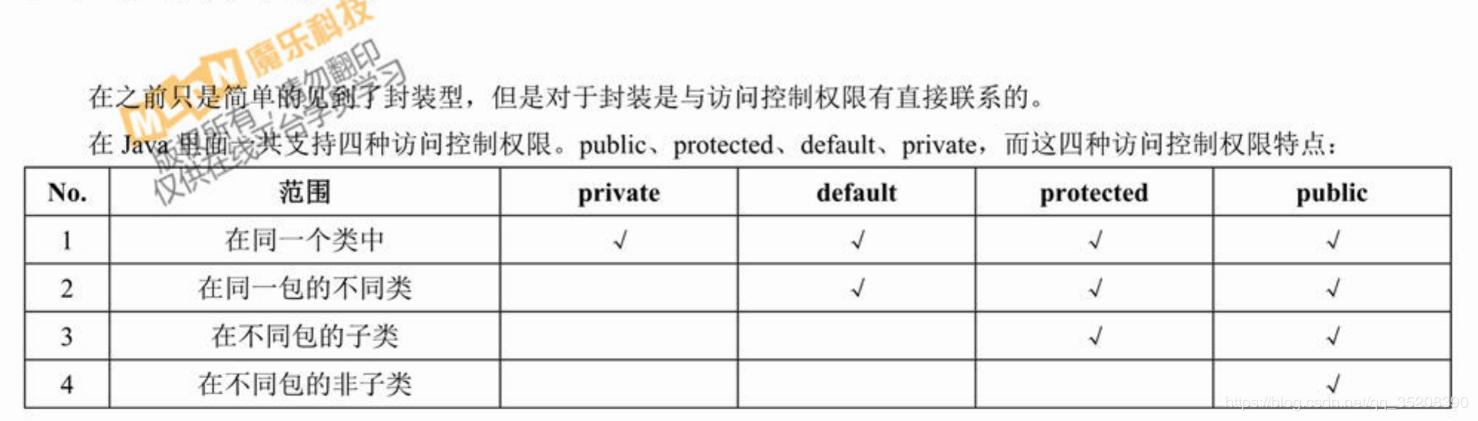 MLDN 魔乐科技
版权所有,请勿翻印
仅供在线平台学员学习
在之前只是简单的见到了封装型，但是对于封装是与访问控制权限有直接联系的。
在 Java 里面一共支持四种访问控制权限。public、protected、default、private，而这四种访问控制权限特点：
No. 范围 private default protected public
1 在同一个类中 √ √ √ √
2 在同一包的不同类 √ √ √
3 在不同包的子类 √ √
4 在不同包的非子类 √
https://blog.csdn.net/qq_35208390